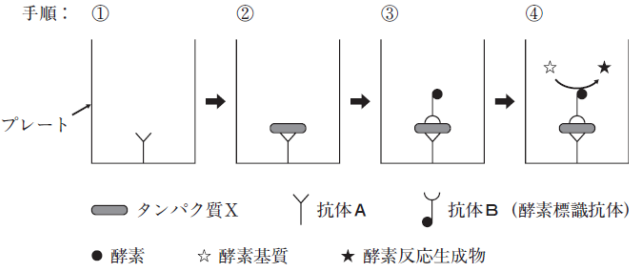 手順： ① ② ③ ④
プレート
タンパク質X 抗体A 抗体B (酵素標識抗体)
酵素 酵素基質 酵素反応生成物